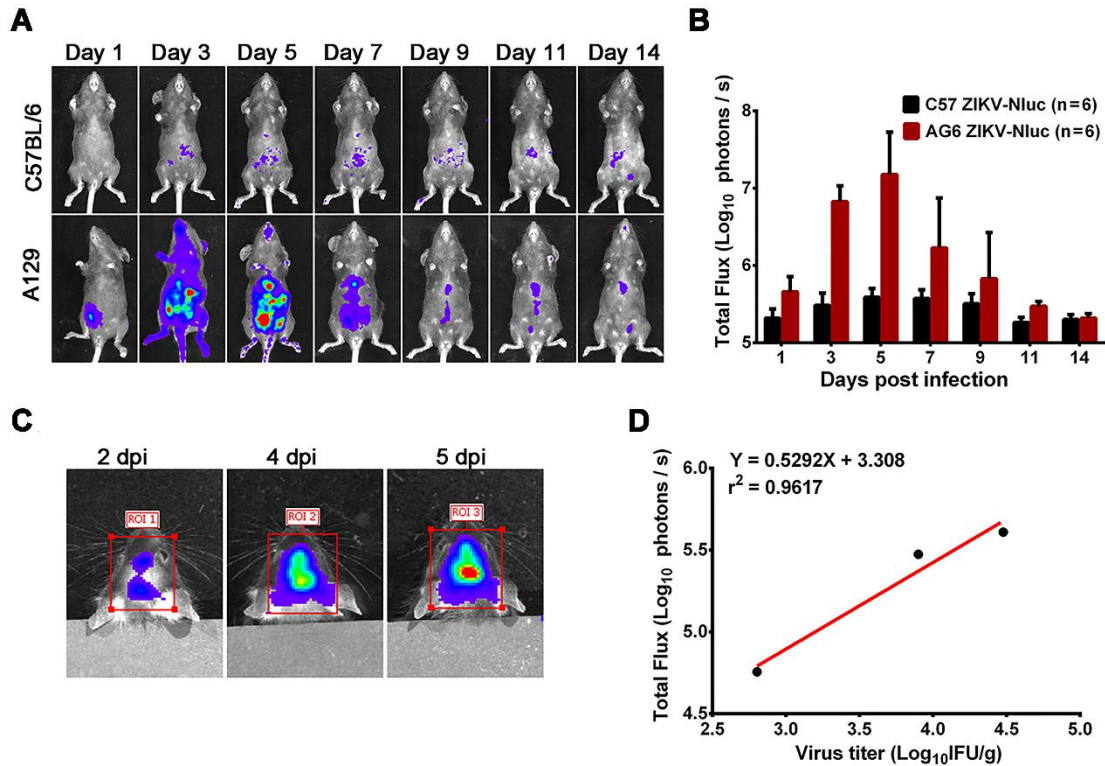 A
Day 1 Day 3 Day 5 Day 7 Day 9 Day 11 Day 14
C57BL/6
A129
B
Total Flux (Log10 photons / s)
C57 ZIKV-Nluc (n=6)
AG6 ZIKV-Nluc (n=6)
8
7
6
5
1 3 5 7 9 11 14
Days post infection
C
2 dpi 4 dpi 5 dpi
ROI 1 ROI 2 ROI 3
D
Y = 0.5292X + 3.308
r² = 0.9617
Total Flux (Log10 photons / s)
6.0
5.5
5.0
4.5
2.5 3.0 3.5 4.0 4.5 5.0
Virus titer (Log10IFU/g)